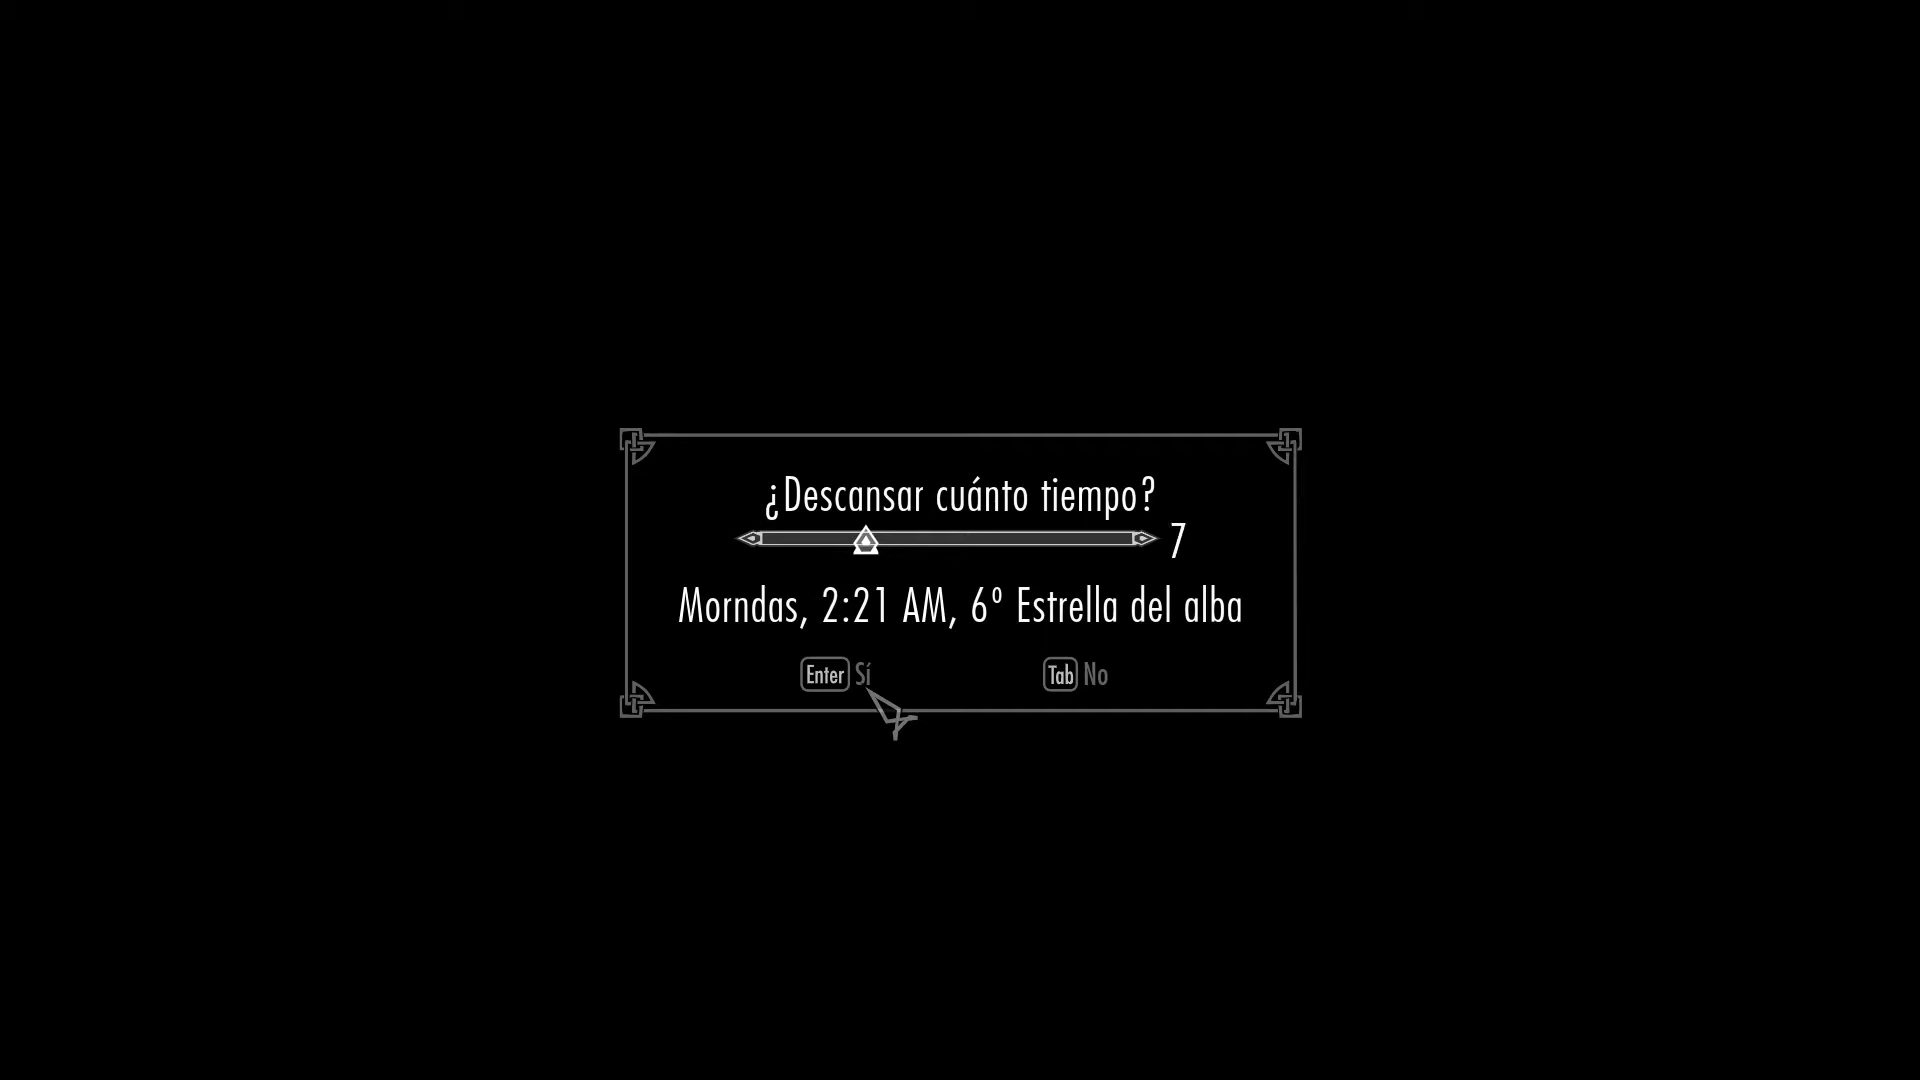 ¿Descansar cuánto tiempo?
7
Morndas, 2:21 AM, 6º Estrella del alba
Enter Sí
Tab No